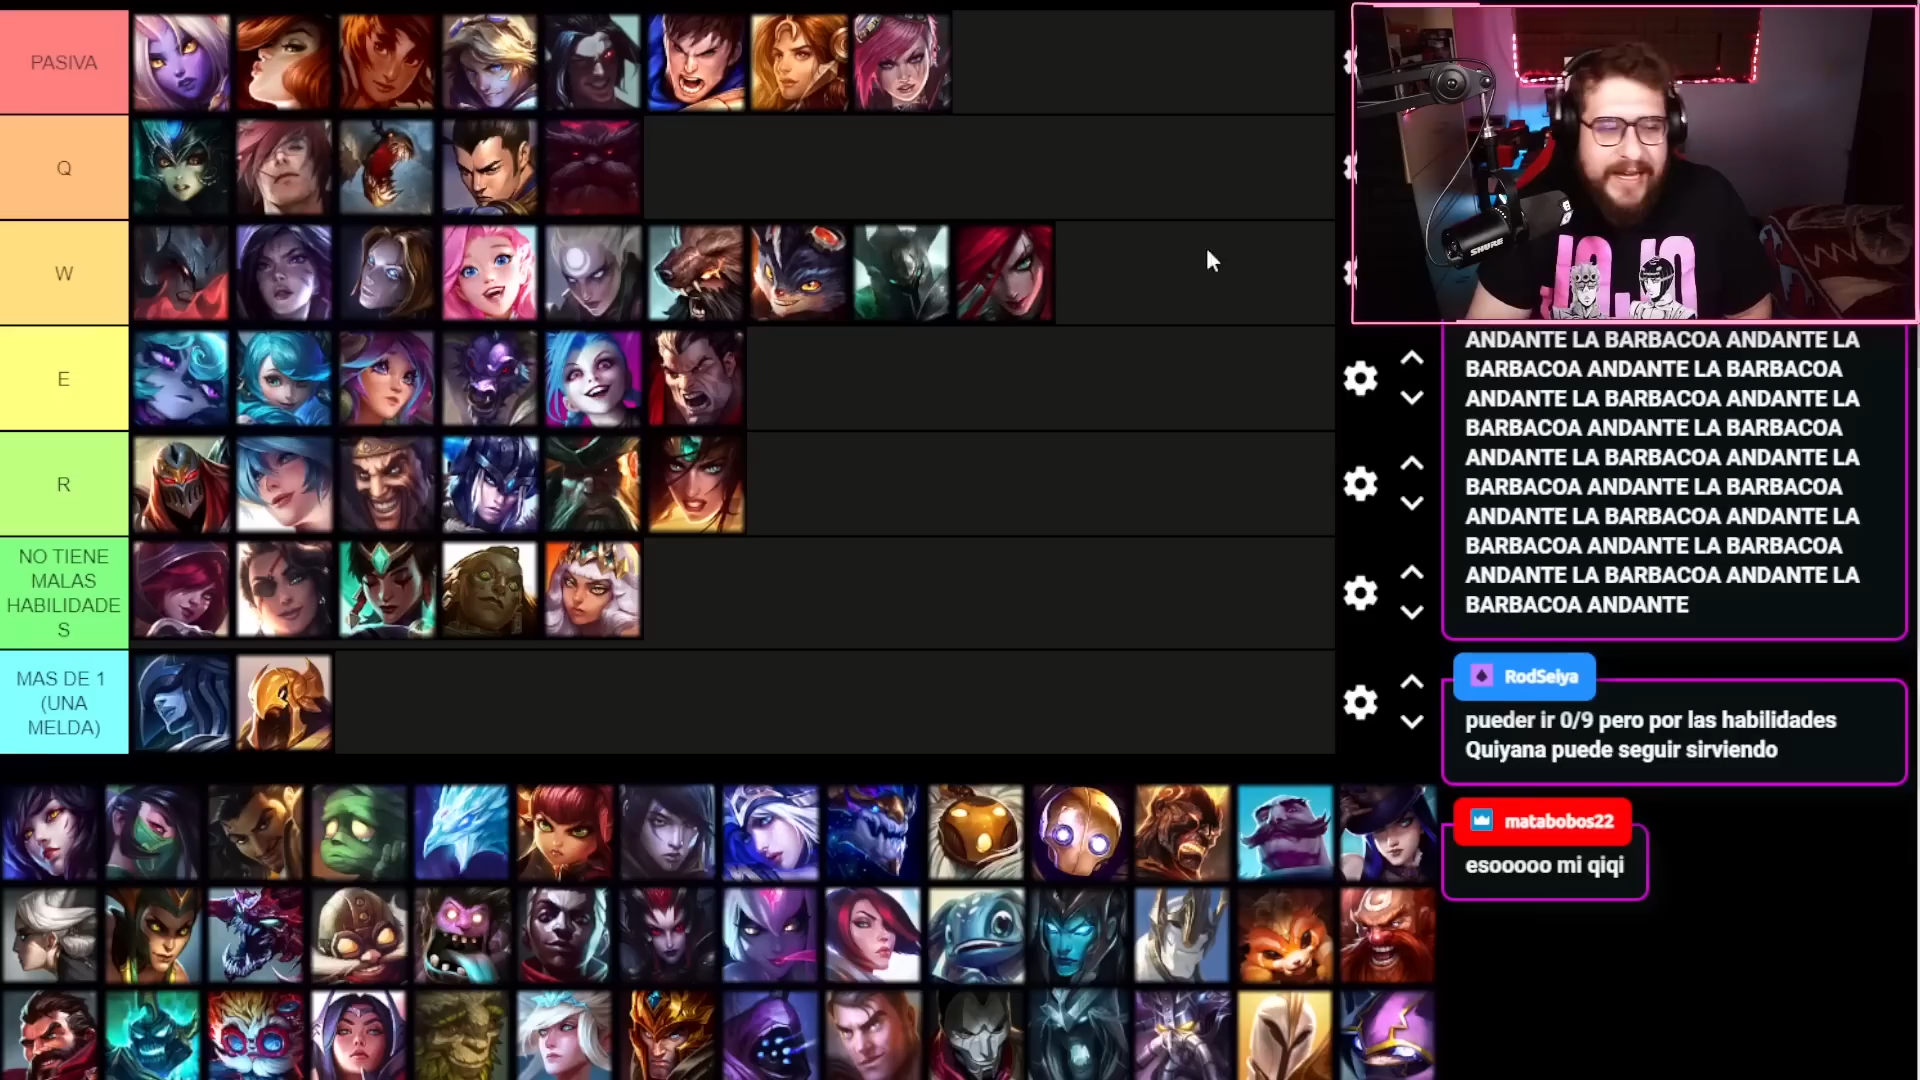 PASIVA
Q
W
E
R
NO TIENE
MALAS
HABILIDADE
S
MAS DE 1
(UNA
MELDA)
SHURE
JOJO
ANDANTE LA BARBACOA ANDANTE LA
BARBACOA ANDANTE LA BARBACOA
ANDANTE LA BARBACOA ANDANTE LA
BARBACOA ANDANTE LA BARBACOA
ANDANTE LA BARBACOA ANDANTE LA
BARBACOA ANDANTE LA BARBACOA
ANDANTE LA BARBACOA ANDANTE LA
BARBACOA ANDANTE LA BARBACOA
ANDANTE LA BARBACOA ANDANTE LA
BARBACOA ANDANTE
RodSeiya
pueder ir 0/9 pero por las habilidades
Quiyana puede seguir sirviendo
matabobos22
esooooo mi qiqi